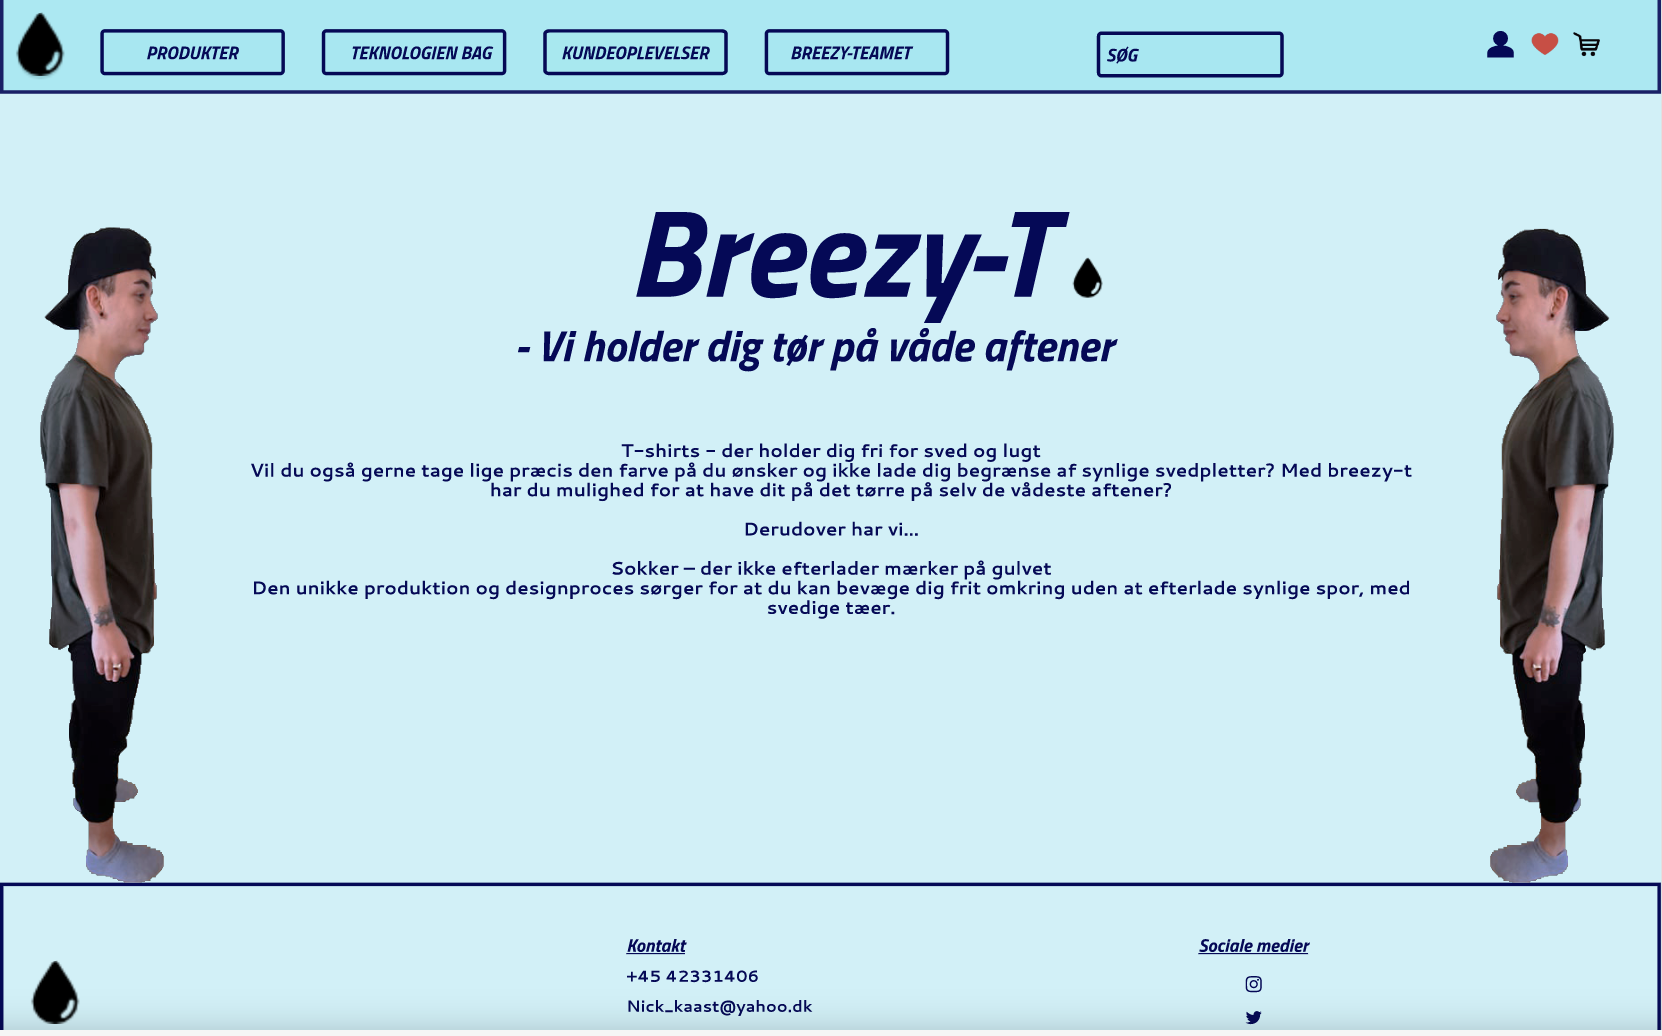 PRODUKTER
TEKNOLOGIEN BAG
KUNDEOPLEVELSER
BREEZY-TEAMET
SØG
Breezy-T
- Vi holder dig tør på våde aftener
T-shirts - der holder dig fri for sved og lugt
Vil du også gerne tage lige præcis den farve på du ønsker og ikke lade dig begrænse af synlige svedpletter? Med breezy-t
har du mulighed for at have dit på det tørre på selv de vådeste aftener?
Derudover har vi...
Sokker – der ikke efterlader mærker på gulvet
Den unikke produktion og designproces sørger for at du kan bevæge dig frit omkring uden at efterlade synlige spor, med
svedige tæer.
Kontakt
+45 42331406
Nick_kaast@yahoo.dk
Sociale medier